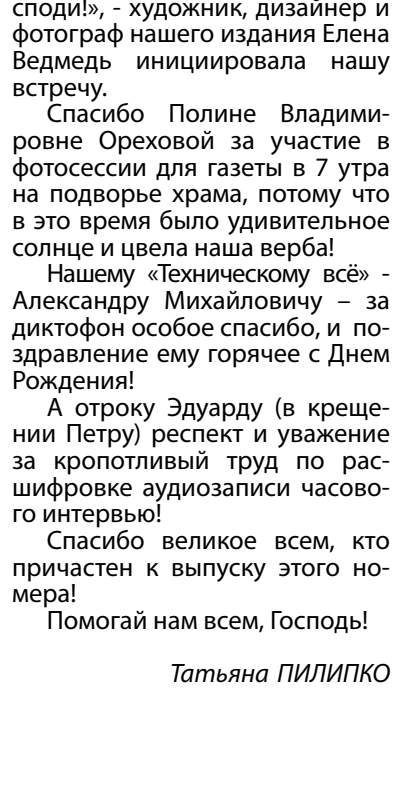 споди!», - художник, дизайнер и
фотограф нашего издания Елена
Ведмедь инициировала нашу
встречу.
Спасибо Полине Владими-
ровне Ореховой за участие в
фотосессии для газеты в 7 утра
на подворье храма, потому что
в это время было удивительное
солнце и цвела наша верба!
Нашему «Техническому всё» -
Александру Михайловичу – за
диктофон особое спасибо, и по-
здравление ему горячее с Днем
Рождения!
А отроку Эдуарду (в креще-
нии Петру) респект и уважение
за кропотливый труд по рас-
шифровке аудиозаписи часово-
го интервью!
Спасибо великое всем, кто
причастен к выпуску этого но-
мера!
Помогай нам всем, Господь!
Татьяна ПИЛИПКО